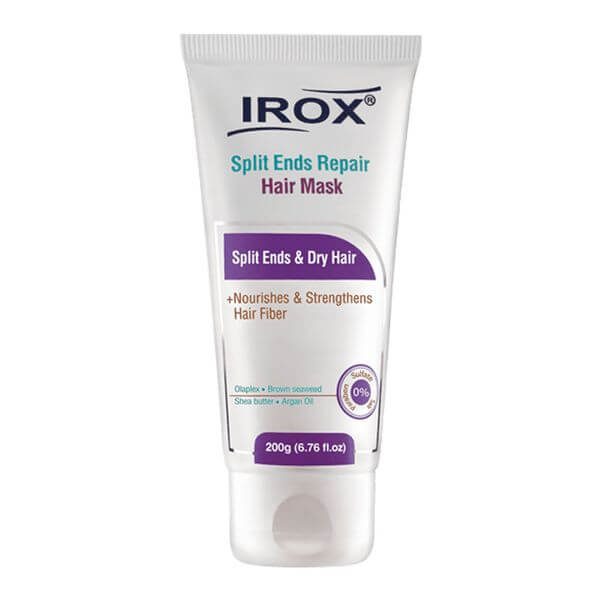 IROX®
Split Ends Repair
Hair Mask
Split Ends & Dry Hair
+Nourishes & Strengthens
Hair Fiber
Olaplex • Brown seaweed
Shea butter • Argan Oil
Sulfate
Parabens
0%
200g (6.76 fl.oz)